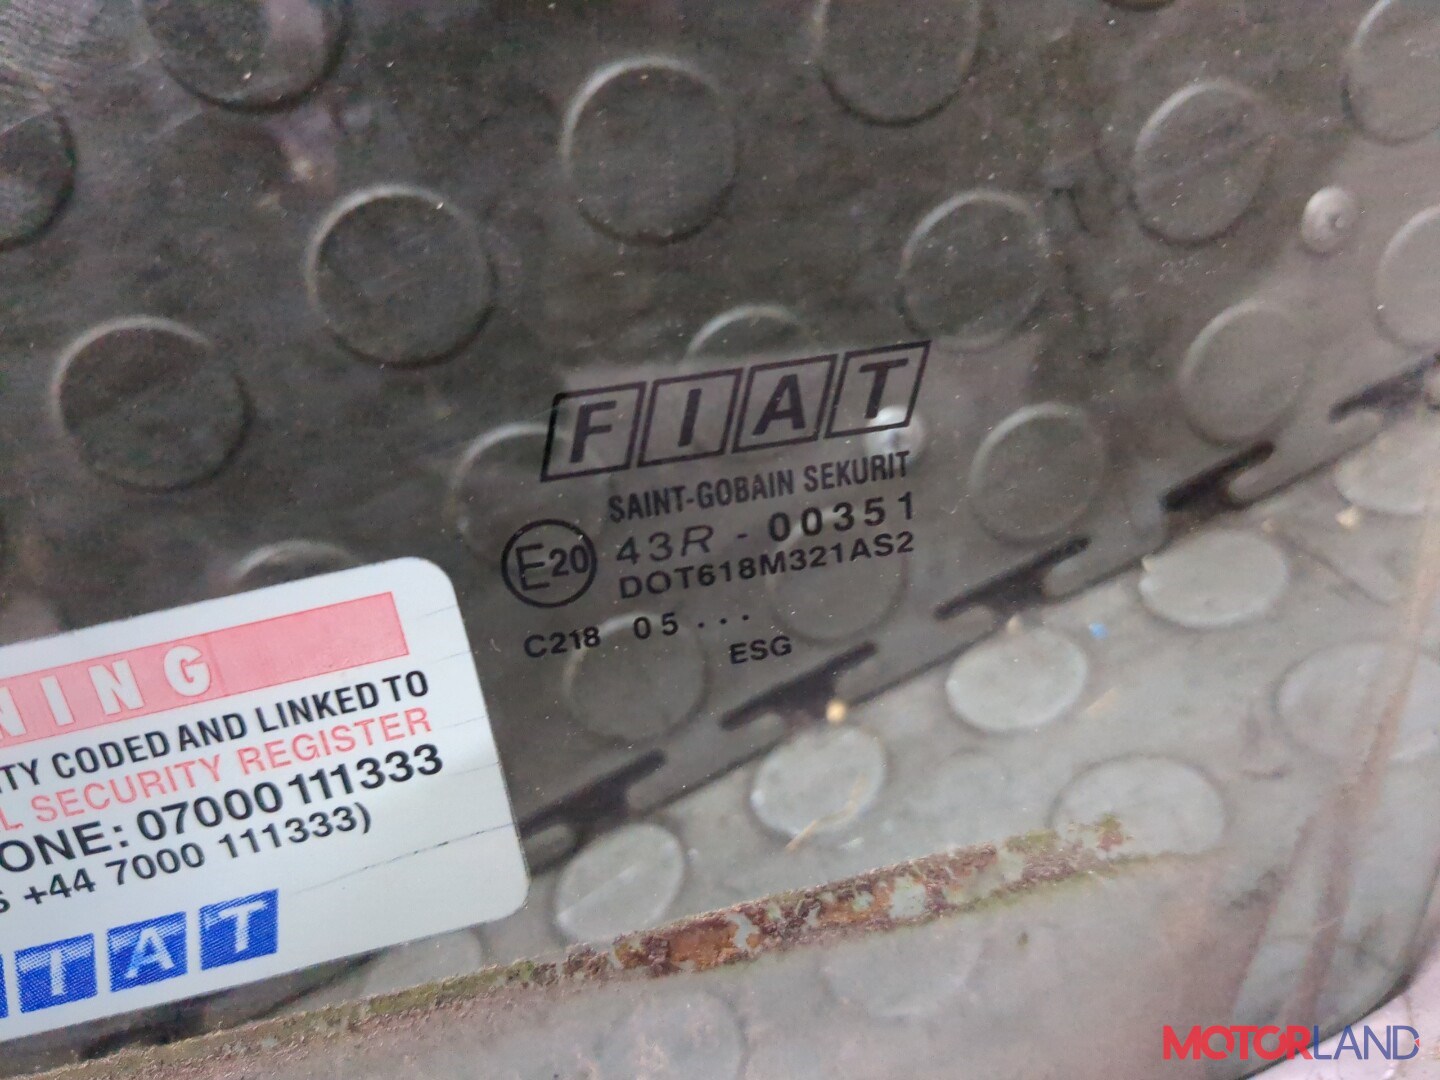 FIAT
SAINT-GOBAIN SEKURIT
E20 43R - 00351
DOT618M321AS2
C218 05 . . .
ESG
NING
TY CODED AND LINKED TO
L SECURITY REGISTER
ONE: 07000 111333
S +44 7000 111333)
IAT
MOTORLAND